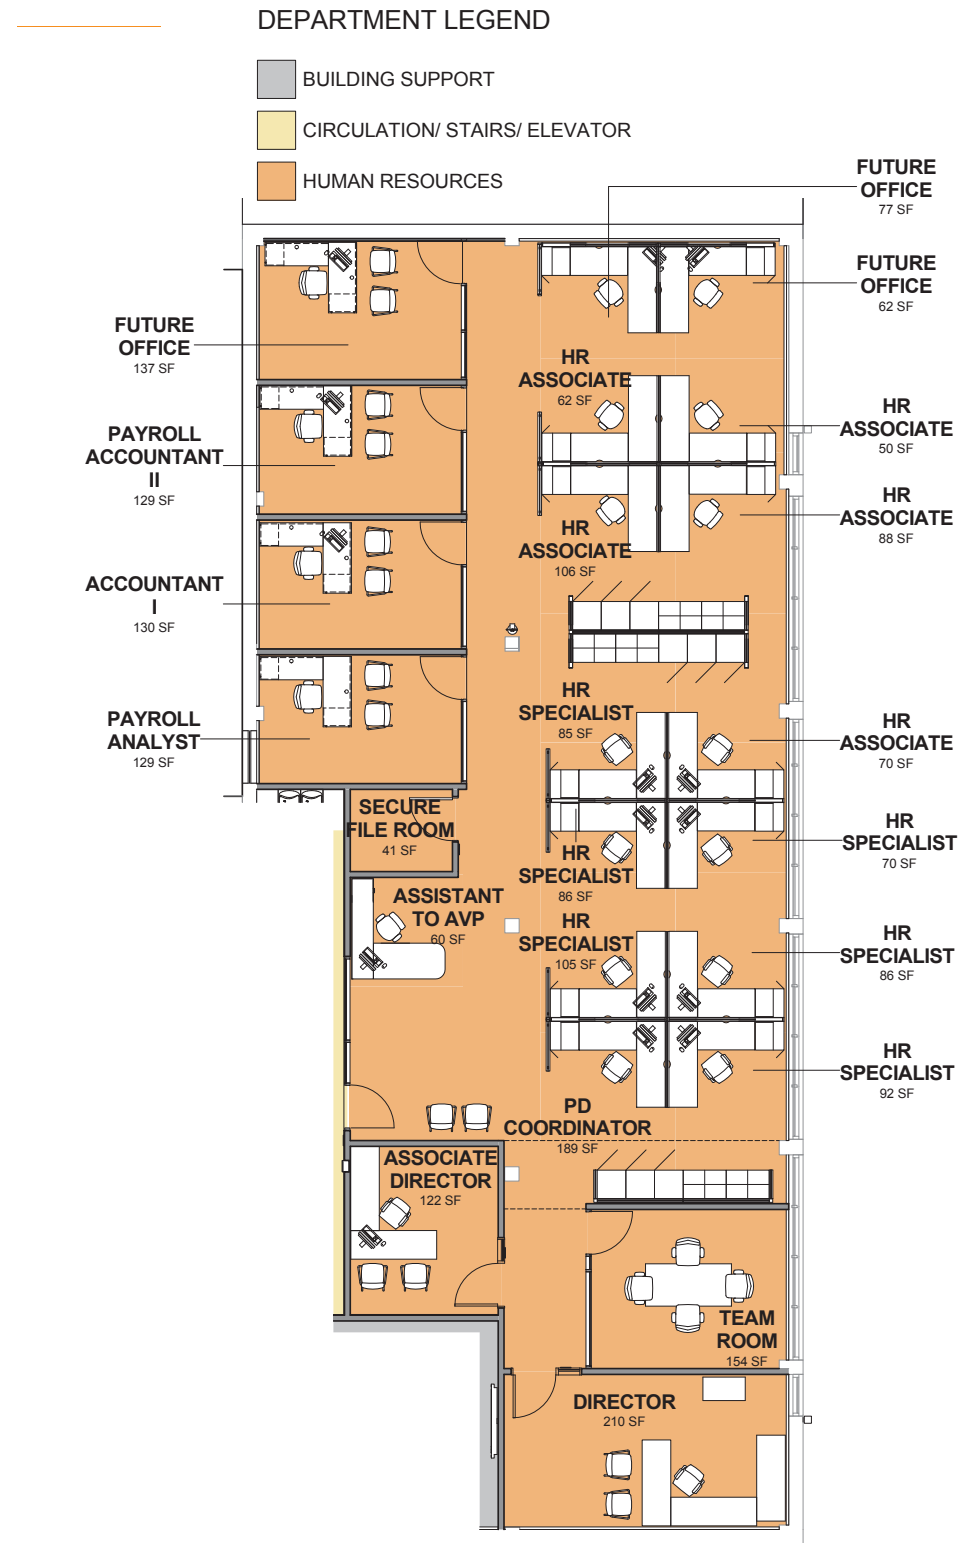 DEPARTMENT LEGEND
BUILDING SUPPORT
CIRCULATION/ STAIRS/ ELEVATOR
HUMAN RESOURCES
FUTURE
OFFICE
77 SF
FUTURE
OFFICE
62 SF
FUTURE
OFFICE
137 SF
HR
ASSOCIATE
62 SF
HR
ASSOCIATE
50 SF
PAYROLL
ACCOUNTANT
II
129 SF
HR
ASSOCIATE
88 SF
HR
ASSOCIATE
106 SF
ACCOUNTANT
I
130 SF
HR
SPECIALIST
85 SF
PAYROLL
ANALYST
129 SF
HR
ASSOCIATE
70 SF
SECURE
FILE ROOM
41 SF
HR
SPECIALIST
70 SF
HR
SPECIALIST
86 SF
ASSISTANT
TO AVP
60 SF
HR
SPECIALIST
105 SF
HR
SPECIALIST
86 SF
HR
SPECIALIST
92 SF
PD
COORDINATOR
189 SF
ASSOCIATE
DIRECTOR
122 SF
TEAM
ROOM
154 SF
DIRECTOR
210 SF